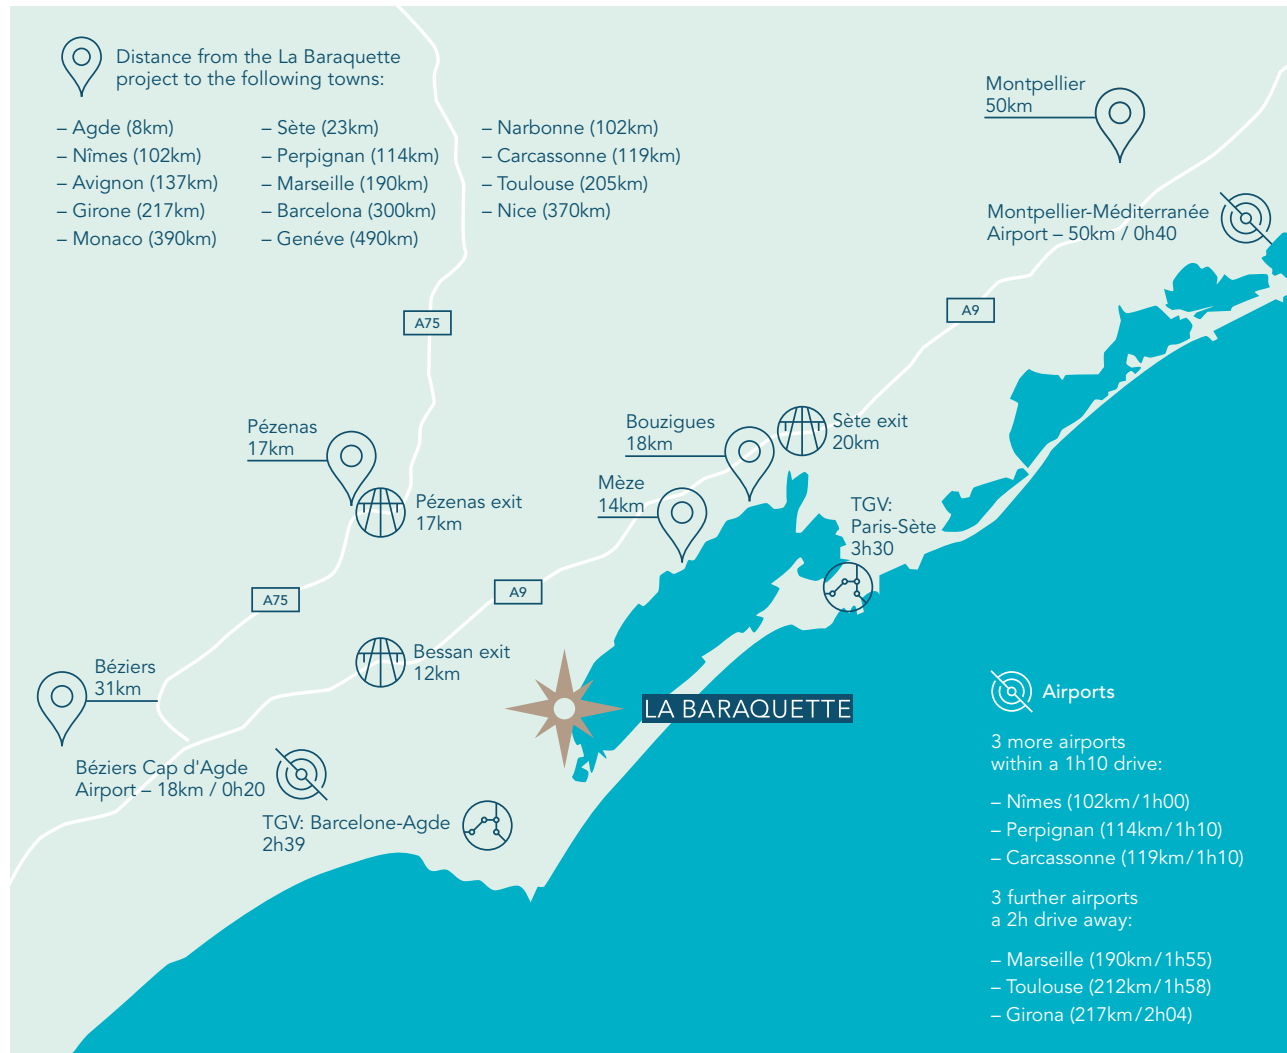 Distance from the La Baraquette
project to the following towns:
– Agde (8km)
– Nîmes (102km)
– Avignon (137km)
– Girone (217km)
– Monaco (390km)
– Sète (23km)
– Perpignan (114km)
– Marseille (190km)
– Barcelona (300km)
– Genéve (490km)
– Narbonne (102km)
– Carcassonne (119km)
– Toulouse (205km)
– Nice (370km)
Montpellier
50km
Montpellier-Méditerranée
Airport – 50km / 0h40
A75
A9
Pézenas
17km
Pézenas exit
17km
Bouzigues
18km
Sète exit
20km
Mèze
14km
TGV:
Paris-Sète
3h30
A75
A9
Bessan exit
12km
Béziers
31km
LA BARAQUETTE
Béziers Cap d'Agde
Airport – 18km / 0h20
TGV: Barcelone-Agde
2h39
Airports
3 more airports
within a 1h10 drive:
– Nîmes (102km/1h00)
– Perpignan (114km/1h10)
– Carcassonne (119km/1h10)
3 further airports
a 2h drive away:
– Marseille (190km/1h55)
– Toulouse (212km/1h58)
– Girona (217km/2h04)